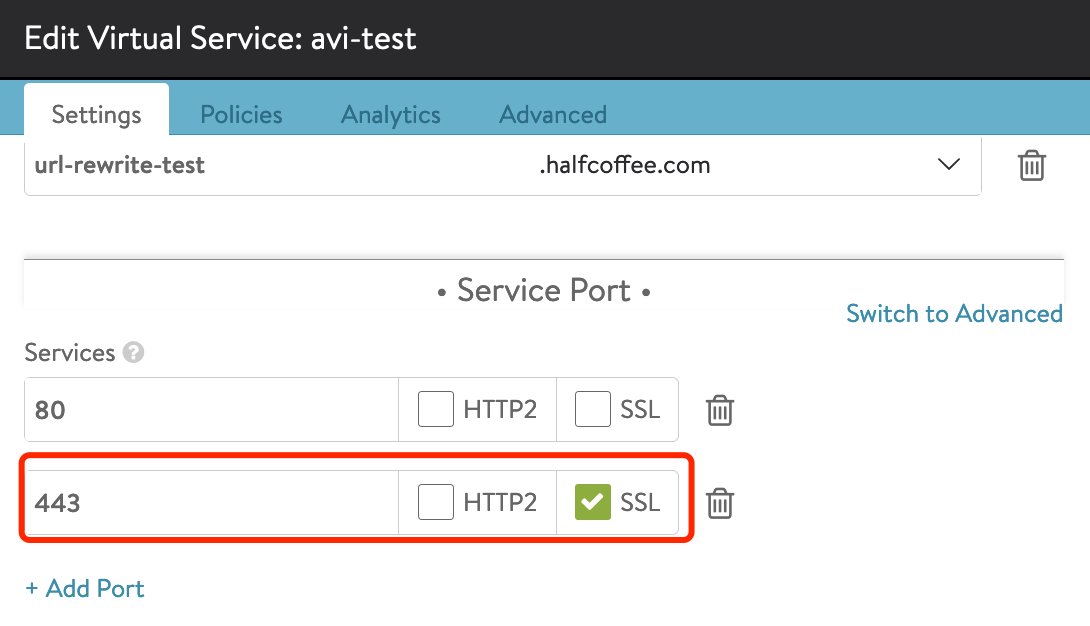 Edit Virtual Service: avi-test
Settings Policies Analytics Advanced
url-rewrite-test .halfcoffee.com
• Service Port •
Switch to Advanced
Services ?
80 HTTP2 SSL
443 HTTP2 SSL
+ Add Port